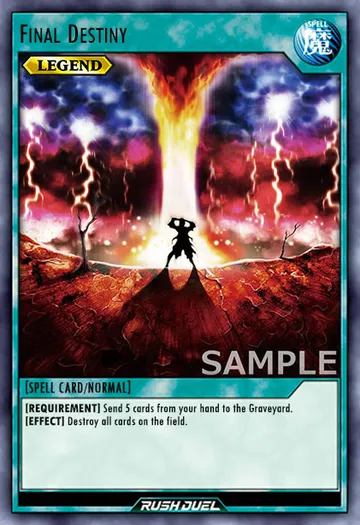 FINAL DESTINY
SPELL
魔
LEGEND
SAMPLE
[SPELL CARD/NORMAL]
[REQUIREMENT] Send 5 cards from your hand to the Graveyard.
[EFFECT] Destroy all cards on the field.
RUSH DUEL